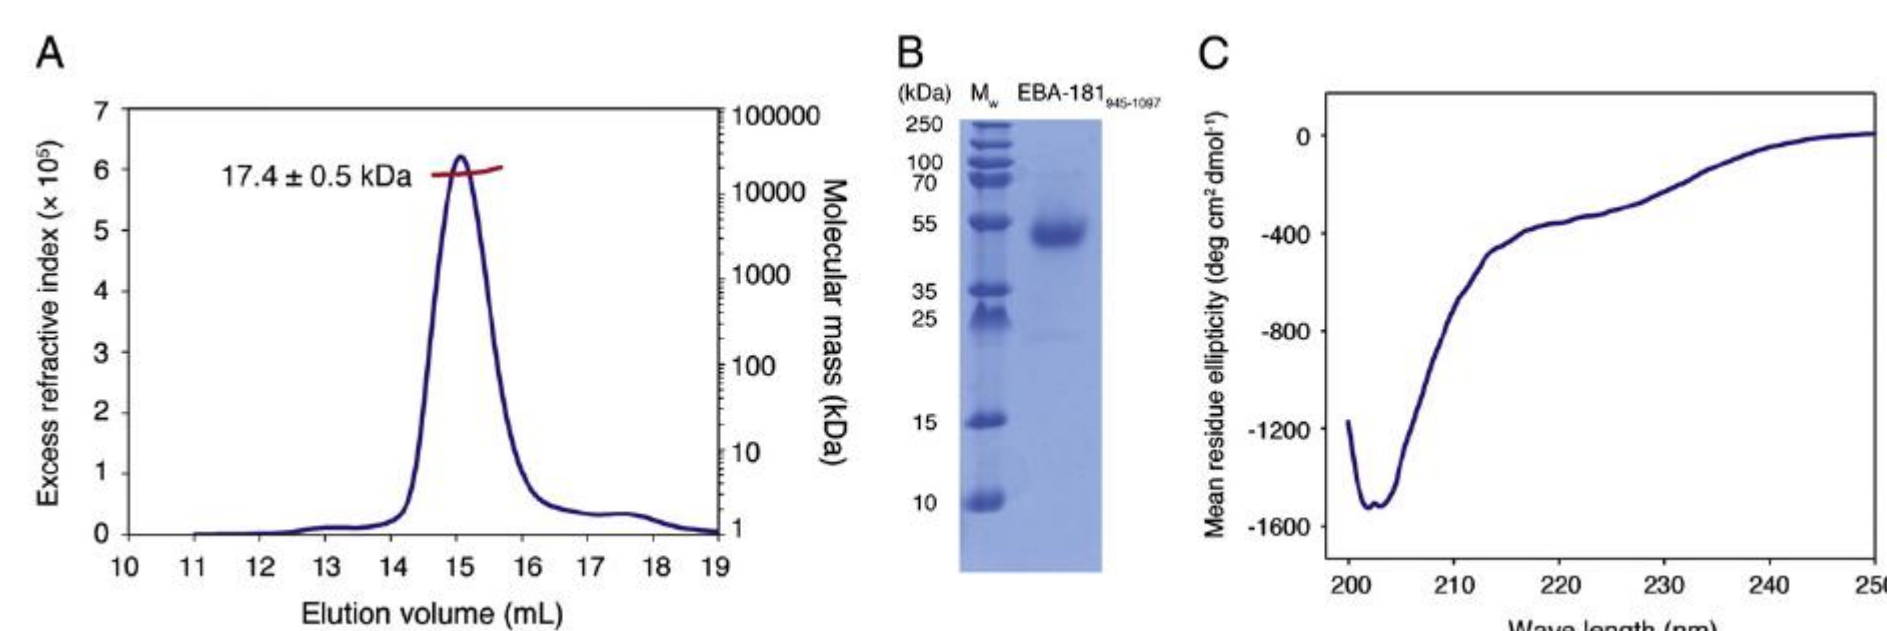 A
Excess refractive index (× 10⁵)
7
6
5
4
3
2
1
0
17.4 ± 0.5 kDa
100000
10000
1000
100
10
1
Molecular mass (kDa)
10 11 12 13 14 15 16 17 18 19
Elution volume (mL)
B
(kDa) Mw EBA-181945-1097
250
100
70
55
35
25
15
10
C
Mean residue ellipticity (deg cm² dmol⁻¹)
0
-400
-800
-1200
-1600
200 210 220 230 240
Wave length (nm)